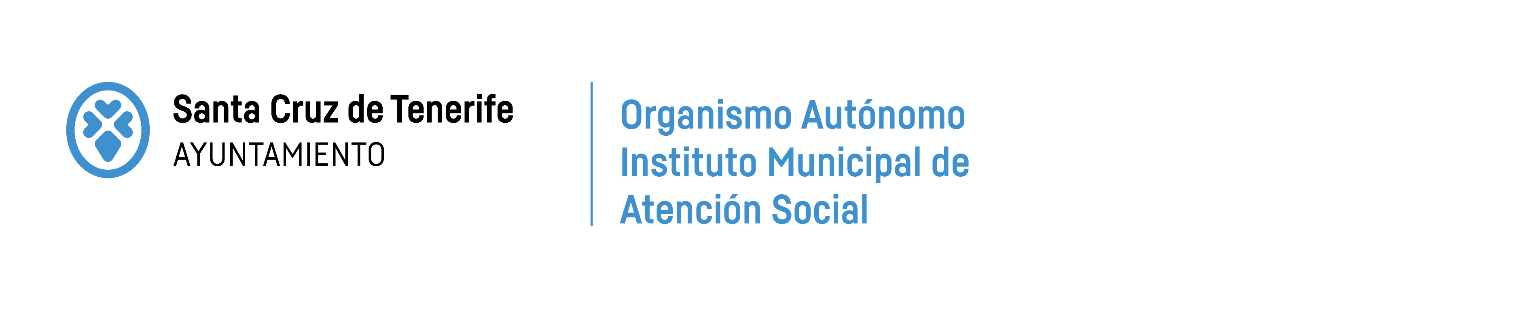 Santa Cruz de Tenerife
AYUNTAMIENTO
Organismo Autónomo
Instituto Municipal de
Atención Social